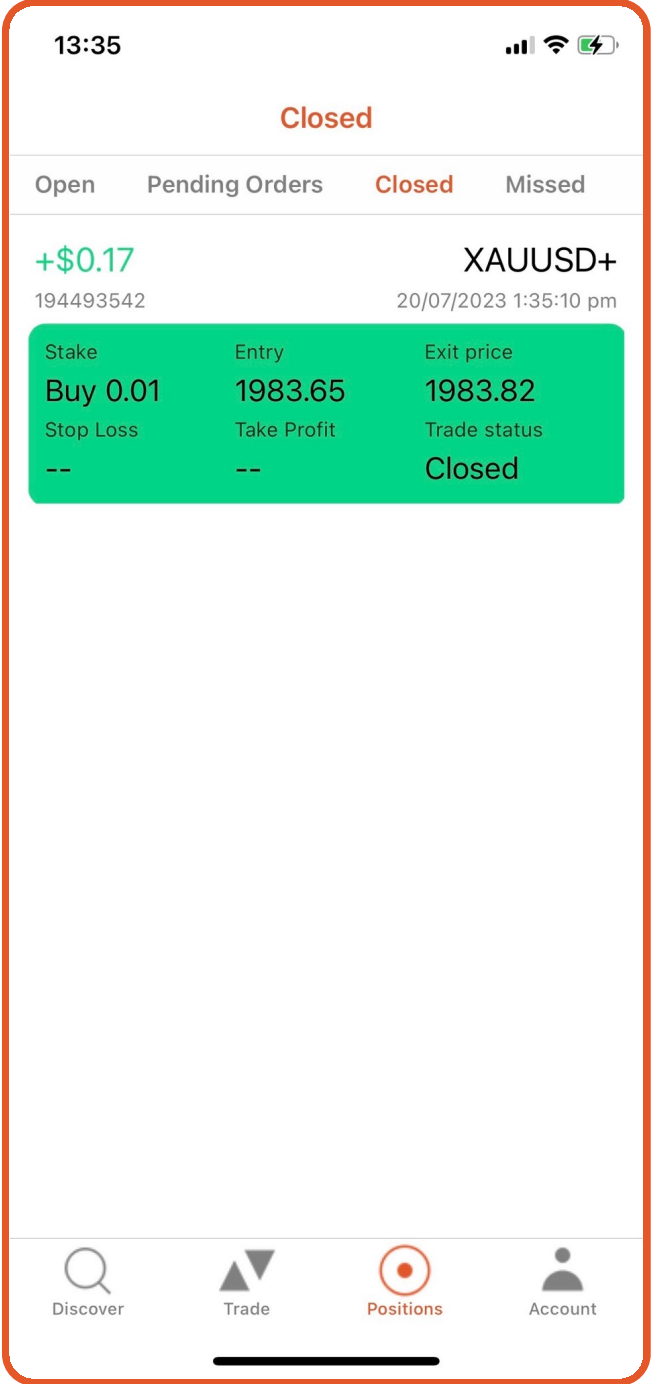 13:35
Closed
Open Pending Orders Closed Missed
+$0.17 XAUUSD+
194493542 20/07/2023 1:35:10 pm
Stake Entry Exit price
Buy 0.01 1983.65 1983.82
Stop Loss Take Profit Trade status
-- -- Closed
Discover Trade Positions Account